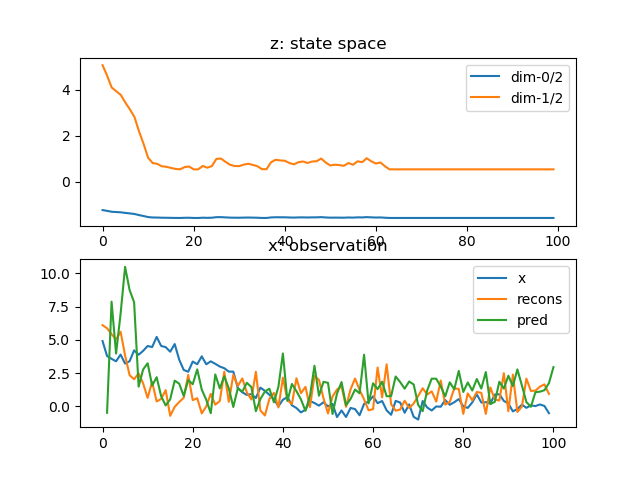 z: state space
4
2
0
dim-0/2
dim-1/2
0 20 40 60 80 100
x: observation
10.0
7.5
5.0
2.5
0.0
x
recons
pred
0 20 40 60 80 100